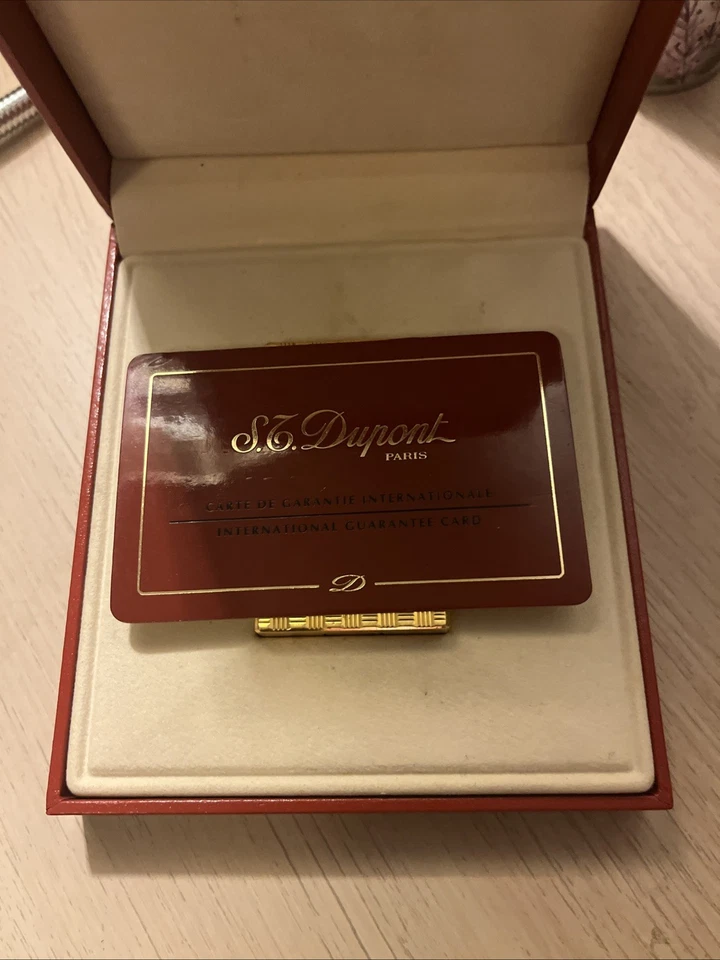 S.T. Dupont
PARIS
CARTE DE GARANTIE INTERNATIONALE
INTERNATIONAL GUARANTEE CARD
D